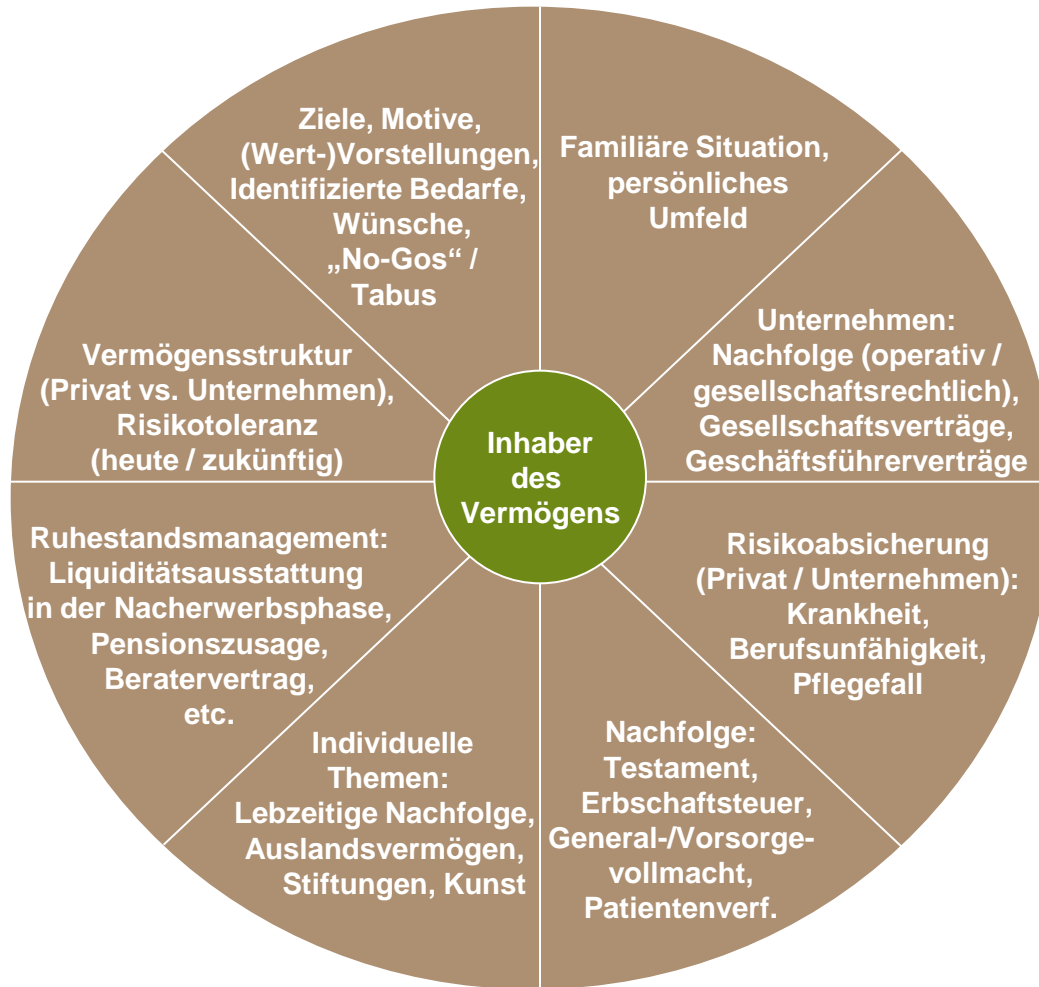 Ziele, Motive,
(Wert-)Vorstellungen,
Identifizierte Bedarfe,
Wünsche,
„No-Gos“ /
Tabus
Familiäre Situation,
persönliches
Umfeld
Unternehmen:
Nachfolge (operativ /
gesellschaftsrechtlich),
Gesellschaftsverträge,
Geschäftsführerverträge
Risikoabsicherung
(Privat / Unternehmen):
Krankheit,
Berufsunfähigkeit,
Pflegefall
Nachfolge:
Testament,
Erbschaftsteuer,
General-/Vorsorge-
vollmacht,
Patientenverf.
Individuelle
Themen:
Lebzeitige Nachfolge,
Auslandsvermögen,
Stiftungen, Kunst
Ruhestandsmanagement:
Liquiditätsausstattung
in der Nacherwerbsphase,
Pensionszusage,
Beratervertrag,
etc.
Vermögensstruktur
(Privat vs. Unternehmen),
Risikotoleranz
(heute / zukünftig)
Inhaber
des
Vermögens